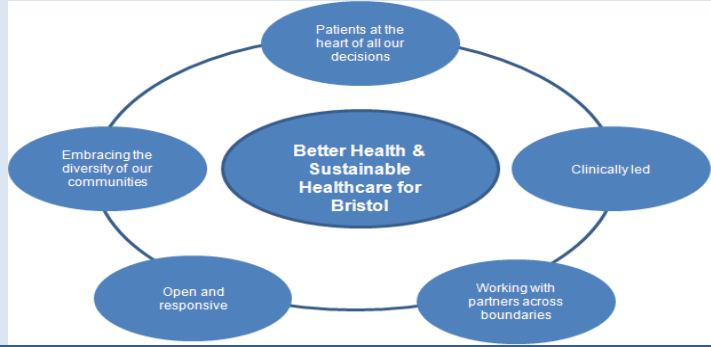 Patients at the
heart of all our
decisions
Embracing the
diversity of our
communities
Better Health &
Sustainable
Healthcare for
Bristol
Clinically led
Open and
responsive
Working with
partners across
boundaries